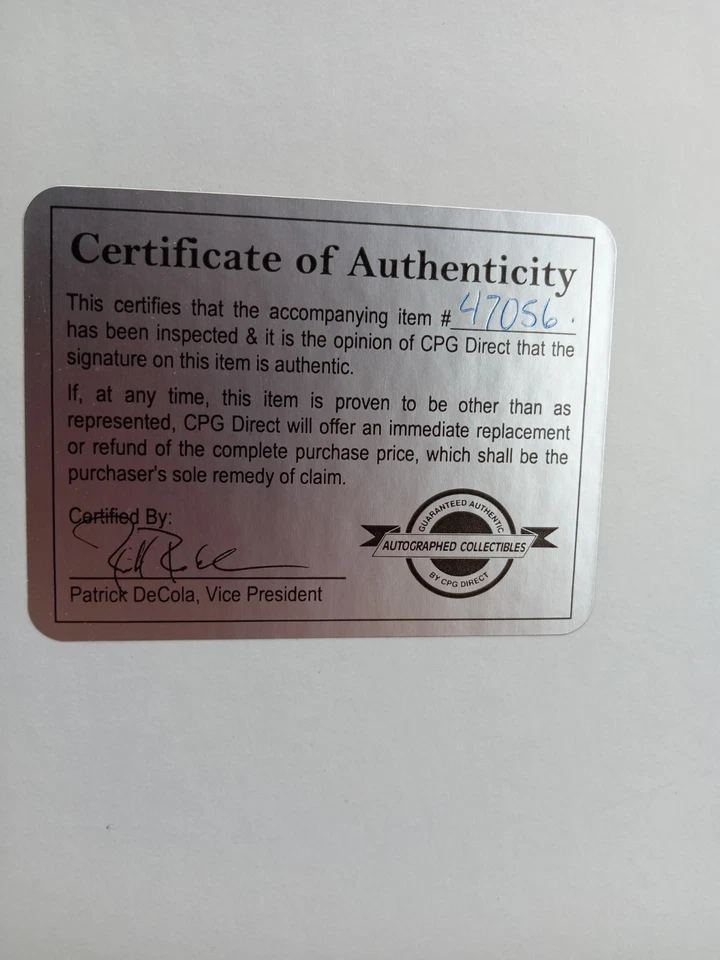 Certificate of Authenticity
This certifies that the accompanying item # 47056.
has been inspected & it is the opinion of CPG Direct that the
signature on this item is authentic.
If, at any time, this item is proven to be other than as
represented, CPG Direct will offer an immediate replacement
or refund of the complete purchase price, which shall be the
purchaser's sole remedy of claim.
Certified By:
Patrick DeCola, Vice President
GUARANTEED AUTHENTIC
AUTOGRAPHED COLLECTIBLES
BY CPG DIRECT